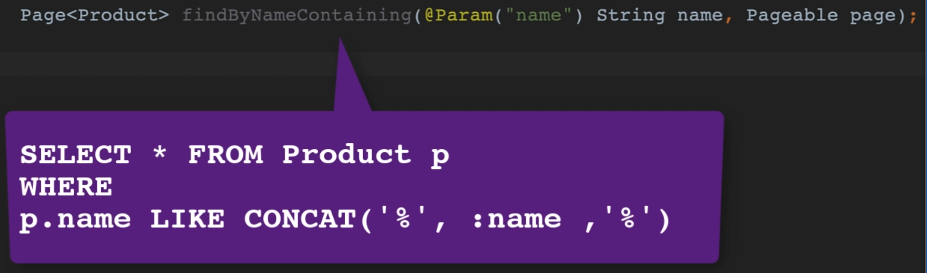 Page<Product> findByNameContaining(@Param("name") String name, Pageable page);
SELECT * FROM Product p
WHERE
p.name LIKE CONCAT('%', :name ,'%')